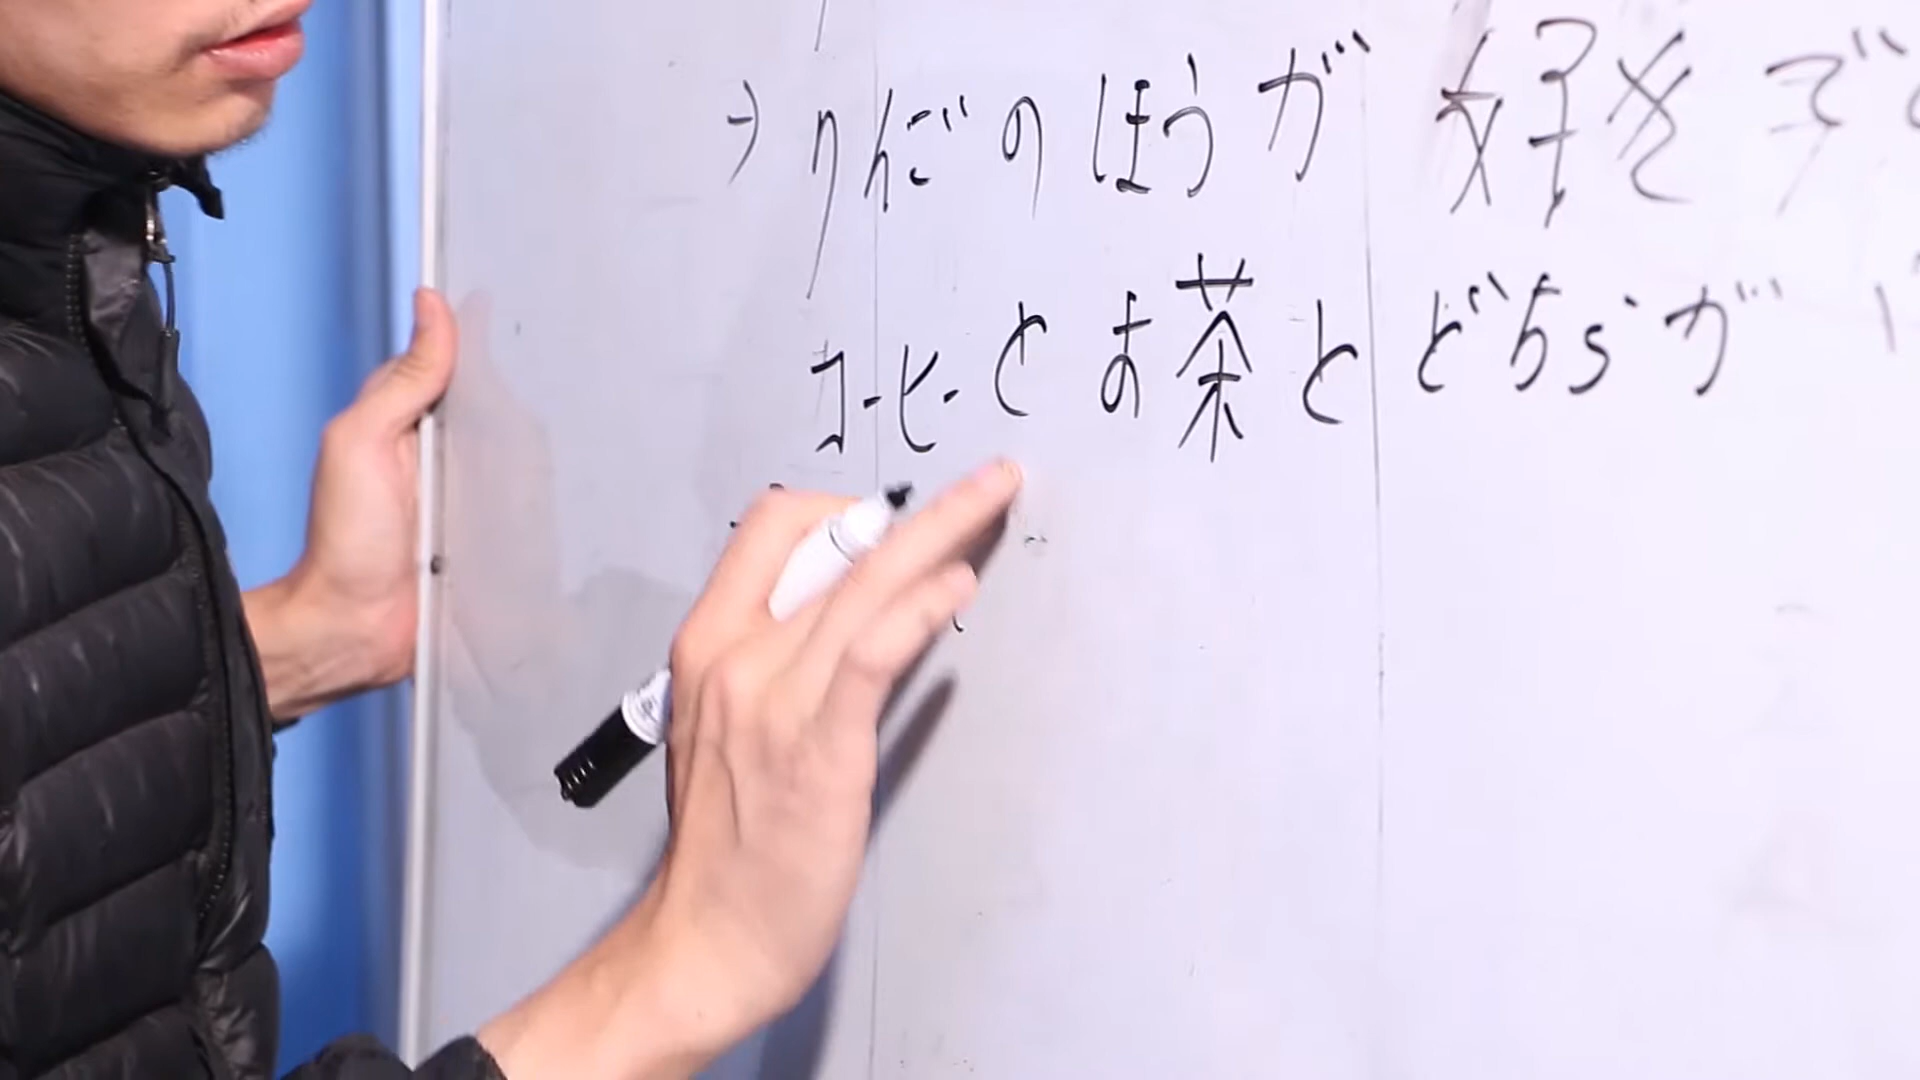 → りんごのほうが 好きで
コーヒーと お茶と どちらが